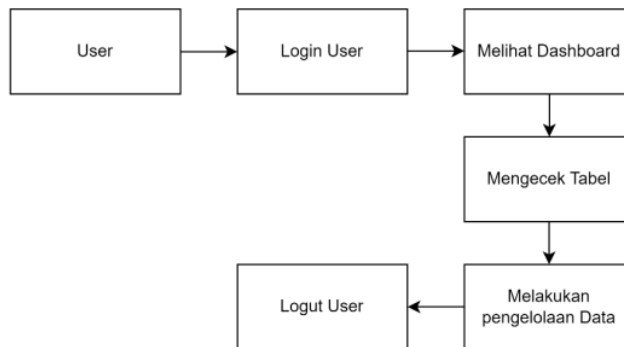 User
Login User
Melihat Dashboard
Mengecek Tabel
Melakukan
pengelolaan Data
Logut User